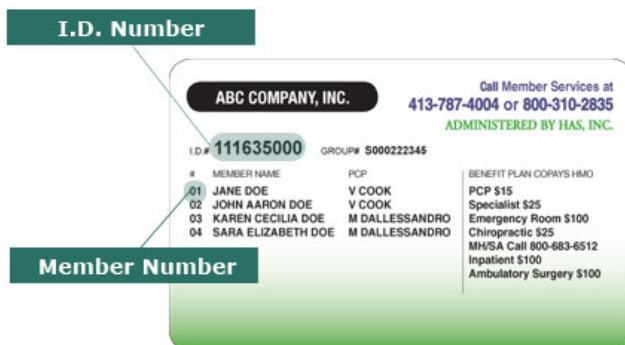 I.D. Number
ABC COMPANY, INC.
Call Member Services at
413-787-4004 or 800-310-2835
ADMINISTERED BY HAS, INC.
I.D.# 111635000 GROUP# S000222345
# MEMBER NAME PCP BENEFIT PLAN COPAYS HMO
01 JANE DOE V COOK PCP $15
02 JOHN AARON DOE V COOK Specialist $25
03 KAREN CECILIA DOE M DALLESSANDRO Emergency Room $100
04 SARA ELIZABETH DOE M DALLESSANDRO Chiropractic $25
MH/SA Call 800-683-6512
Inpatient $100
Ambulatory Surgery $100
Member Number